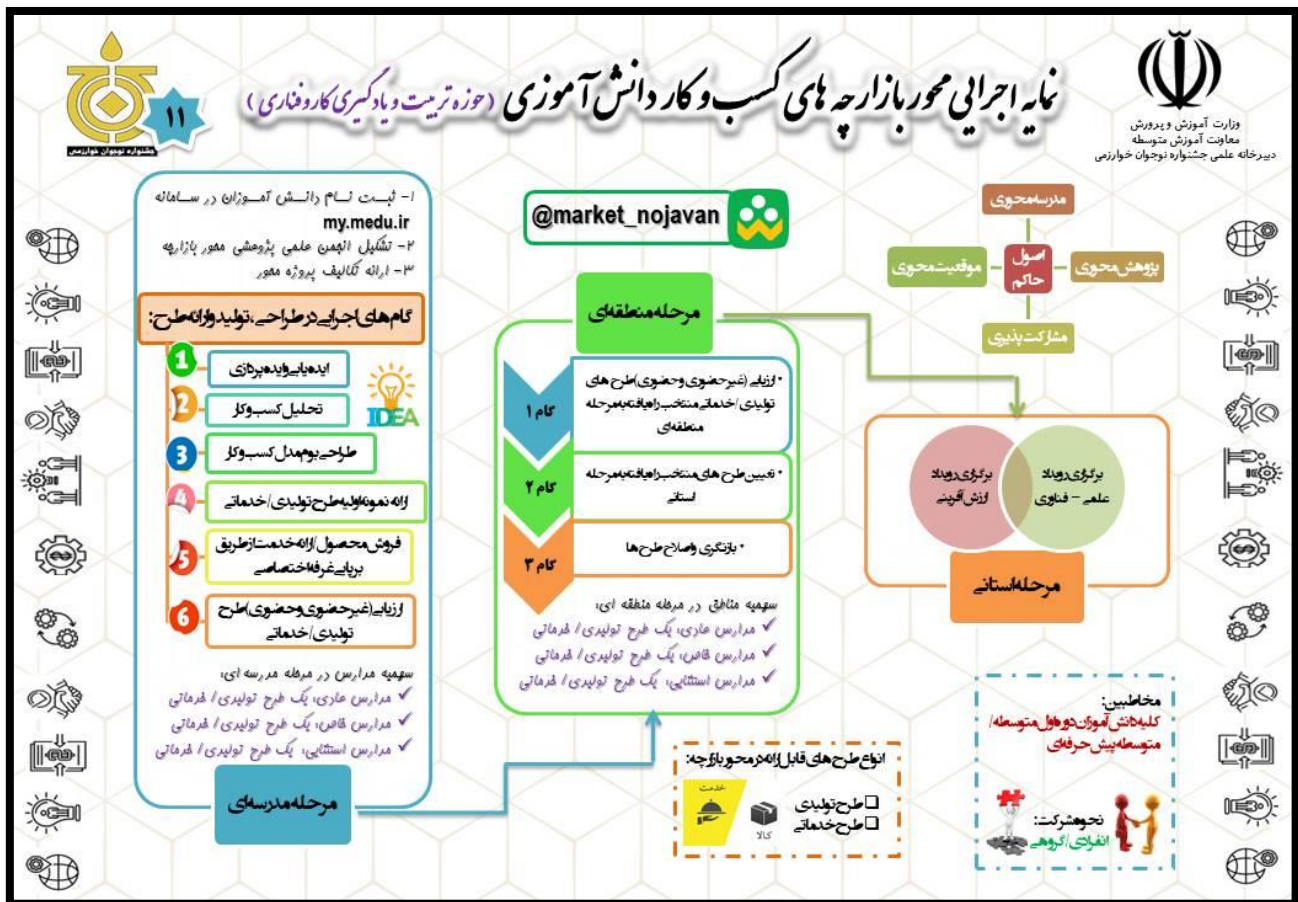 نمایه اجرایی محور بازارچه های کسب و کار دانش آموزی (حوزه تربیت و یادگیری کار و فناوری)
وزارت آموزش و پرورش
معاونت آموزش متوسطه
دبیرخانه علمی جشنواره نوجوان خوارزمی
۱۱
جشنواره نوجوان خوارزمی
مدرسه محوری
پژوهش محوری
اصول
حاکم
موقعیت محوری
مشارکت پذیری
@market_nojavan
۱- ثبت نام دانش آموزان در سامانه
my.medu.ir
۲- تشکیل انجمن علمی پژوهشی محور بازارچه
۳- ارائه تکالیف پروژه محور
گام های اجرایی در طراحی، تولید و ارائه طرح:
1
ایده یابی و ایده پردازی
IDEA
2
تحلیل کسب و کار
3
طراحی بوم مدل کسب و کار
4
ارائه نمونه اولیه طرح تولیدی/خدماتی
5
فروش محصول/ارائه خدمت از طریق
برپایی غرفه اختصاصی
6
ارزیابی(غیرحضوری و حضوری)طرح
تولیدی/خدماتی
سهمیه مدارس در مرحله مدرسه ای:
✓ مدارس عادی، یک طرح تولیدی/ خدماتی
✓ مدارس خاص، یک طرح تولیدی/ خدماتی
✓ مدارس استثنایی، یک طرح تولیدی/ خدماتی
مرحله مدرسه ای
مرحله منطقه ای
گام ۱
• ارزیابی (غیرحضوری و حضوری)طرح های
تولیدی/خدماتی منتخب راه یافته به مرحله
منطقه ای
گام ۲
• تعیین طرح های منتخب راه یافته به مرحله
استانی
گام ۳
• بازنگری و اصلاح طرح ها
سهمیه مناطق در مرحله منطقه ای:
✓ مدارس عادی، یک طرح تولیدی/ خدماتی
✓ مدارس خاص، یک طرح تولیدی/ خدماتی
✓ مدارس استثنایی، یک طرح تولیدی/ خدماتی
برگزاری رویداد
علمی – فناوری
برگزاری رویداد
ارزش آفرینی
مرحله استانی
انواع طرح های قابل ارائه در محور بازارچه:
طرح تولیدی
طرح خدماتی
کالا
خدمت
مخاطبین:
کلیه دانش آموزان دوره اول متوسطه/
متوسطه پیش حرفه ای
نحوه شرکت:
انفرادی/گروهی